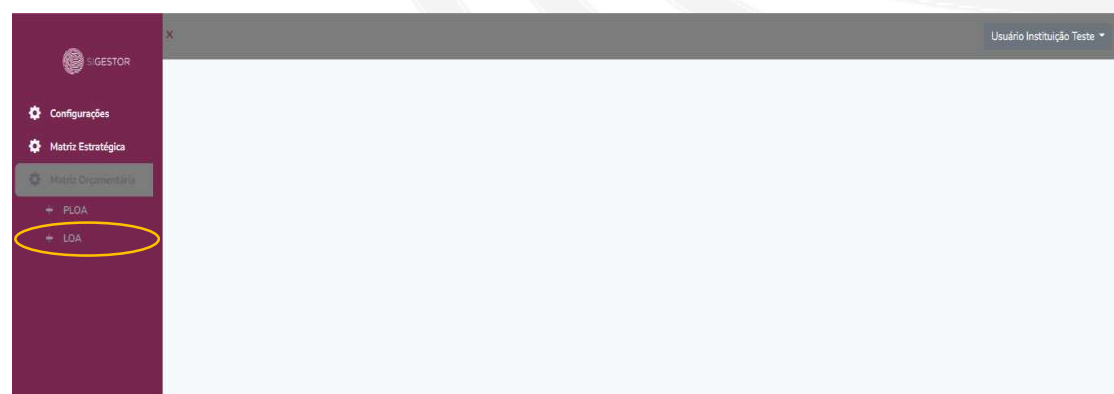 X
Usuário Instituição Teste
SIGESTOR
Configurações
Matriz Estratégica
Matriz Orçamentária
PLOA
LOA